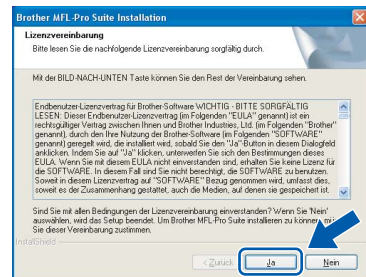 Brother MFL-Pro Suite Installation
Lizenzvereinbarung
Bitte lesen Sie die nachfolgende Lizenzvereinbarung sorgfältig durch.
Mit der BILD-NACH-UNTEN Taste können Sie den Rest der Vereinbarung sehen.
Endbenutzer-Lizenzvertrag für Brother-Software WICHTIG - BITTE SORGFÄLTIG
LESEN: Dieser Endbenutzer-Lizenzvertrag (im Folgenden "EULA" genannt) ist ein
rechtsgültiger Vertrag zwischen Ihnen und Brother Industries, Ltd. (im Folgenden "Brother"
genannt), durch den Ihre Nutzung der Brother-Software (im Folgenden "SOFTWARE"
genannt) geregelt wird, die installiert wird, sobald Sie den "Ja"-Button in diesem Dialogfeld
anklicken. Indem Sie auf "Ja" klicken, unterwerfen Sie sich den Bestimmungen dieses
EULA. Wenn Sie mit diesem EULA nicht einverstanden sind, erhalten Sie keine Lizenz für
die SOFTWARE. In diesem Fall sind Sie nicht berechtigt, die SOFTWARE zu benutzen.
Soweit in diesem Lizenzvertrag auf "SOFTWARE" Bezug genommen wird, umfasst dies,
soweit es der Zusammenhang gestattet, auch die Medien, auf denen sie gespeichert ist.
Sind Sie mit allen Bedingungen der Lizenzvereinbarung einverstanden? Wenn Sie 'Nein'
auswählen, wird das Setup beendet. Um Brother MFL-Pro Suite installieren zu können,
Sie dieser Vereinbarung zustimmen.
InstallShield
< Zurück Ja Nein